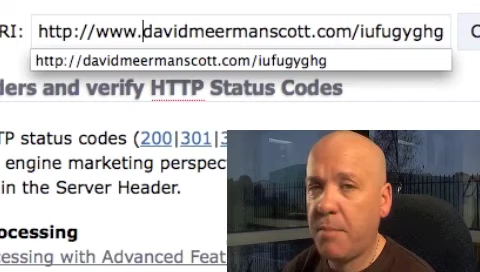 RI: http://www.davidmeermanscott.com/iufugyghg
http://davidmeermanscott.com/iufugyghg
ders and verify HTTP Status Codes
TP status codes (200|301|3
engine marketing perspec
in the Server Header.
ocessing
cessing with Advanced Feat